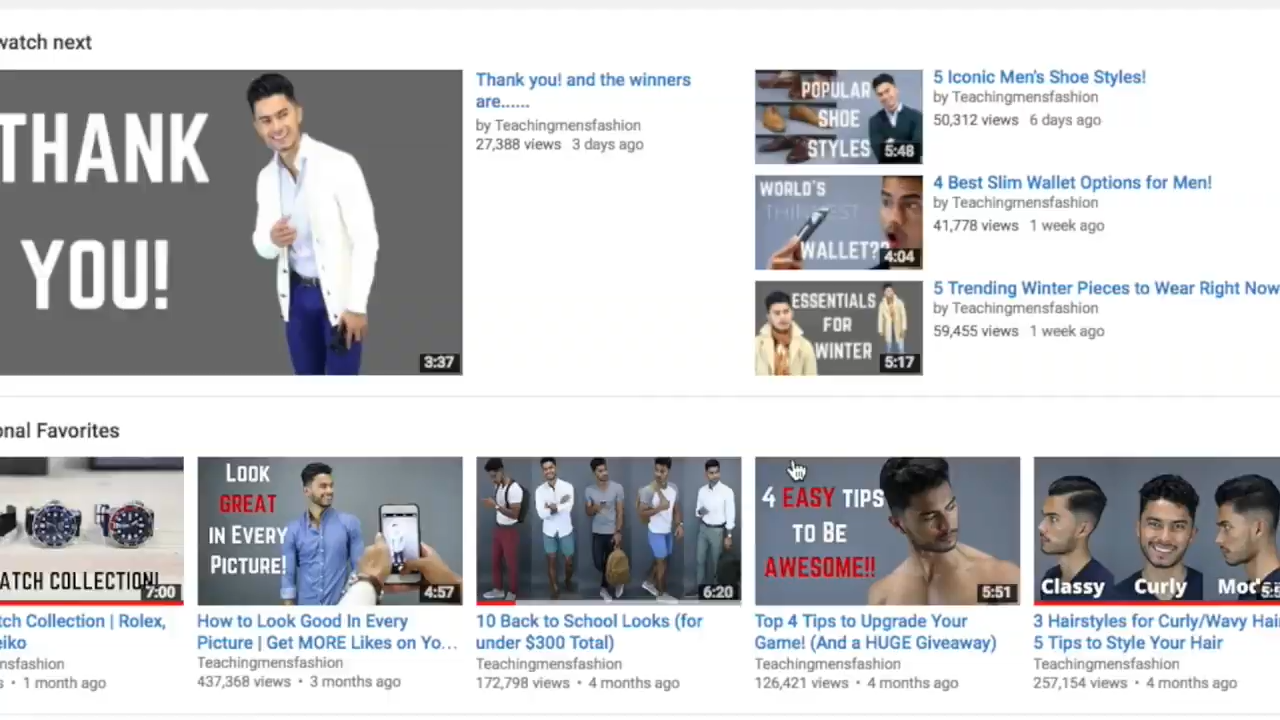 watch next
THANK
YOU!
3:37
Thank you! and the winners
are......
by Teachingmensfashion
27,388 views 3 days ago
POPULAR
SHOE
STYLES
5:48
5 Iconic Men's Shoe Styles!
by Teachingmensfashion
50,312 views 6 days ago
WORLD'S
THINNEST
WALLET??
4:04
4 Best Slim Wallet Options for Men!
by Teachingmensfashion
41,778 views 1 week ago
ESSENTIALS
FOR
WINTER
5:17
5 Trending Winter Pieces to Wear Right Now
by Teachingmensfashion
59,455 views 1 week ago
onal Favorites
ATCH COLLECTION!
7:00
tch Collection | Rolex,
eiko
nsfashion
s • 1 month ago
LOOK
GREAT
IN EVERY
PICTURE!
4:57
How to Look Good In Every
Picture | Get MORE Likes on Yo...
Teachingmensfashion
437,368 views • 3 months ago
6:20
10 Back to School Looks (for
under $300 Total)
Teachingmensfashion
172,798 views • 4 months ago
4 EASY TIPS
TO BE
AWESOME!!
5:51
Top 4 Tips to Upgrade Your
Game! (And a HUGE Giveaway)
Teachingmensfashion
126,421 views • 4 months ago
Classy Curly
3 Hairstyles for Curly/Wavy Hai
5 Tips to Style Your Hair
Teachingmensfashion
257,154 views • 4 months ago